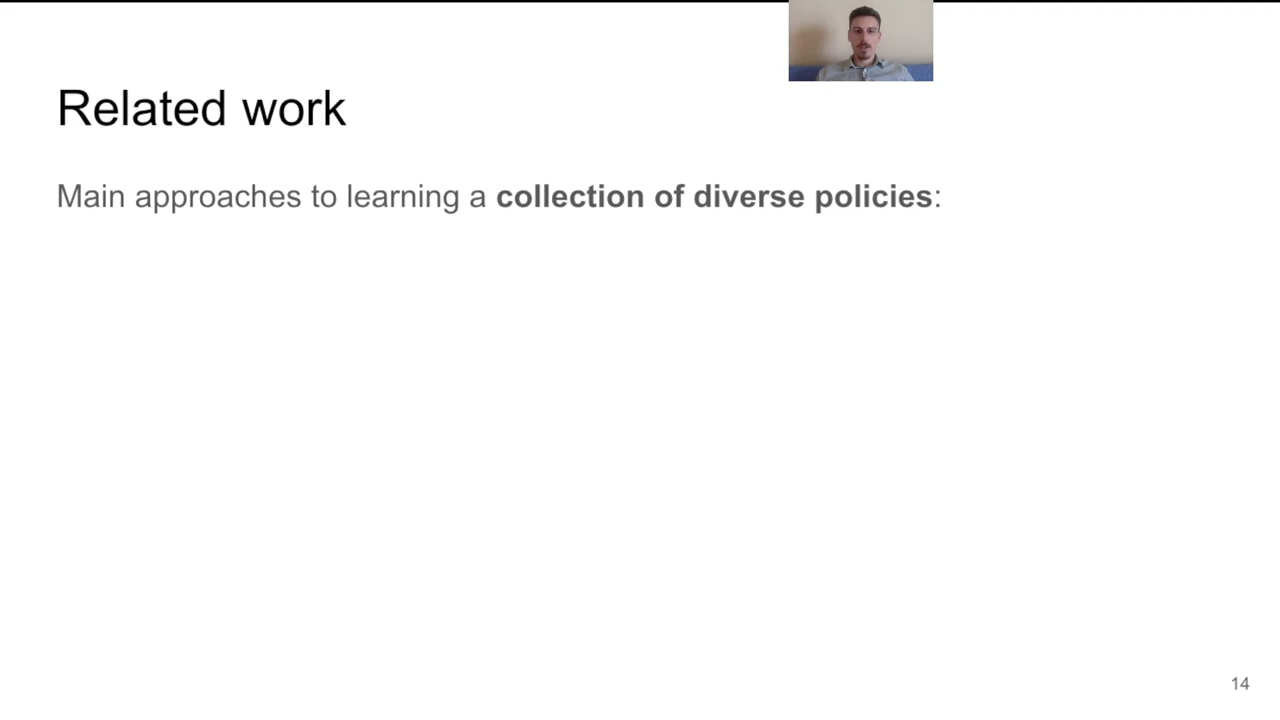 Related work
Main approaches to learning a collection of diverse policies:
14